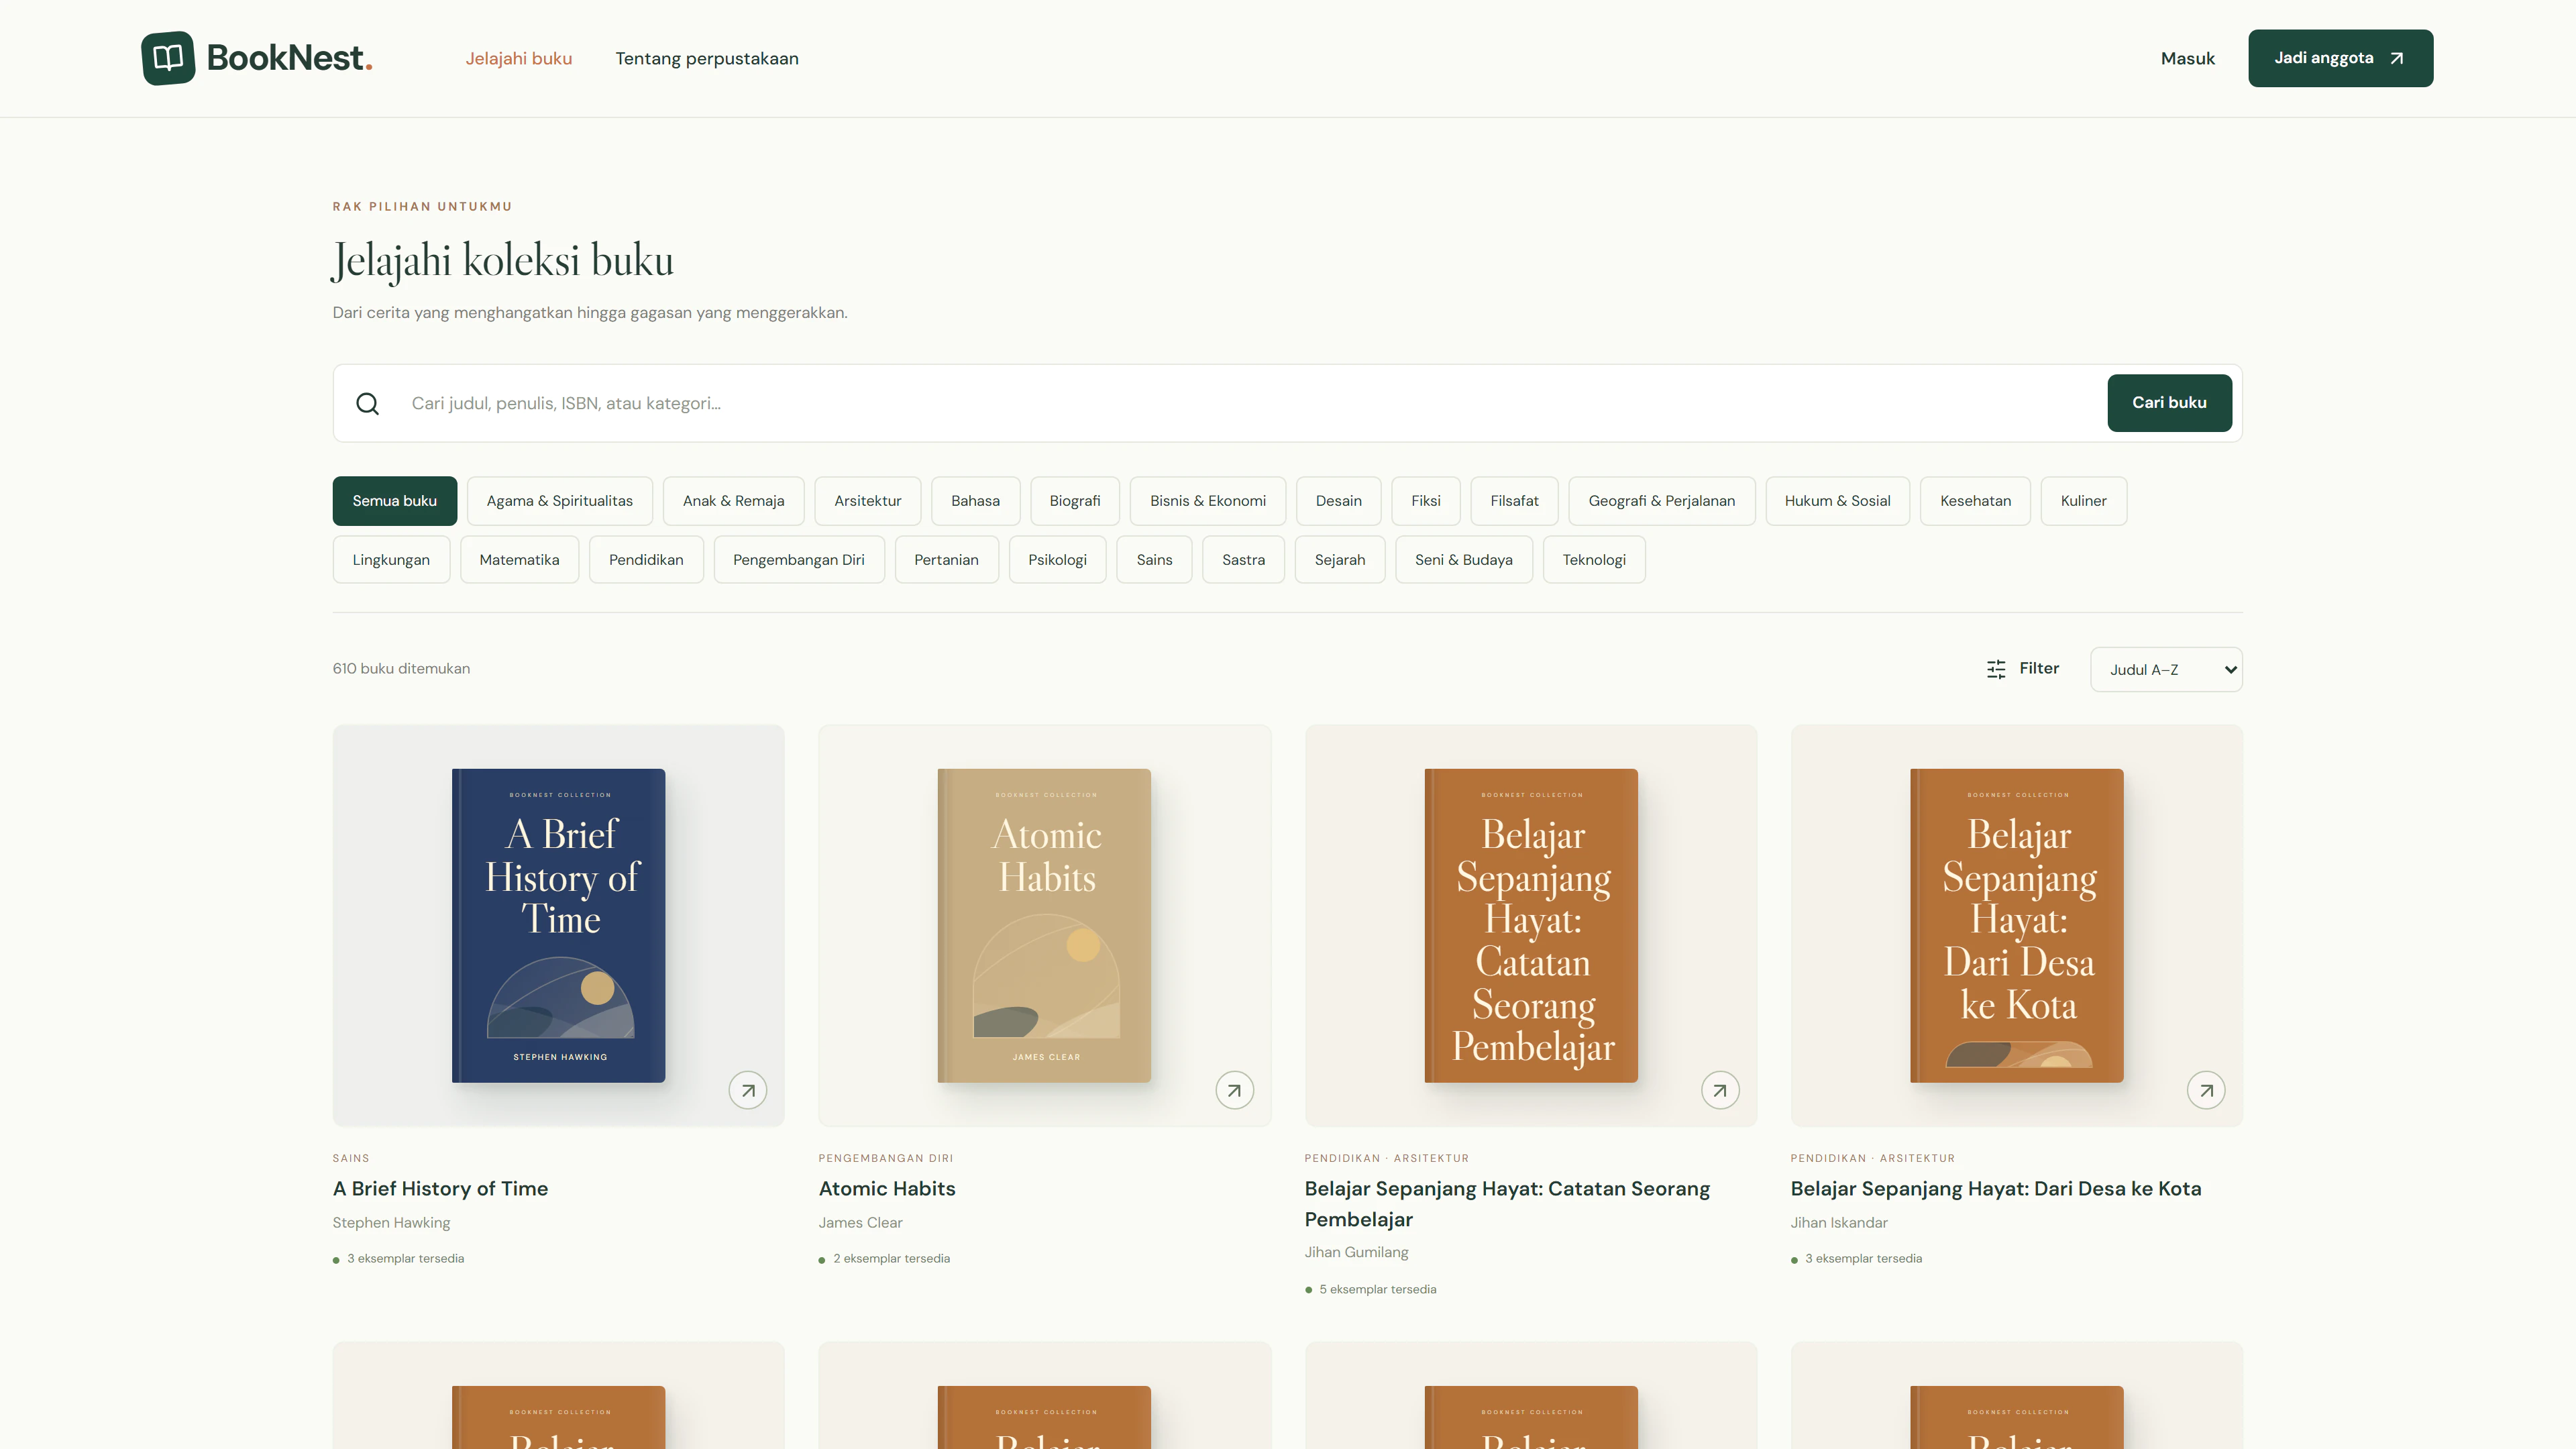 BookNest.
Jelajahi buku
Tentang perpustakaan
Masuk
Jadi anggota
RAK PILIHAN UNTUKMU
Jelajahi koleksi buku
Dari cerita yang menghangatkan hingga gagasan yang menggerakkan.
Cari judul, penulis, ISBN, atau kategori...
Cari buku
Semua buku
Agama & Spiritualitas
Anak & Remaja
Arsitektur
Bahasa
Biografi
Bisnis & Ekonomi
Desain
Fiksi
Filsafat
Geografi & Perjalanan
Hukum & Sosial
Kesehatan
Kuliner
Lingkungan
Matematika
Pendidikan
Pengembangan Diri
Pertanian
Psikologi
Sains
Sastra
Sejarah
Seni & Budaya
Teknologi
610 buku ditemukan
Filter
Judul A–Z
BOOKNEST COLLECTION
A Brief
History of
Time
STEPHEN HAWKING
SAINS
A Brief History of Time
Stephen Hawking
3 eksemplar tersedia
BOOKNEST COLLECTION
Atomic
Habits
JAMES CLEAR
PENGEMBANGAN DIRI
Atomic Habits
James Clear
2 eksemplar tersedia
BOOKNEST COLLECTION
Belajar
Sepanjang
Hayat:
Catatan
Seorang
Pembelajar
PENDIDIKAN · ARSITEKTUR
Belajar Sepanjang Hayat: Catatan Seorang
Pembelajar
Jihan Gumilang
5 eksemplar tersedia
BOOKNEST COLLECTION
Belajar
Sepanjang
Hayat:
Dari Desa
ke Kota
PENDIDIKAN · ARSITEKTUR
Belajar Sepanjang Hayat: Dari Desa ke Kota
Jihan Iskandar
3 eksemplar tersedia
BOOKNEST COLLECTION
Belajar
BOOKNEST COLLECTION
Belajar
BOOKNEST COLLECTION
Belajar
BOOKNEST COLLECTION
Belajar